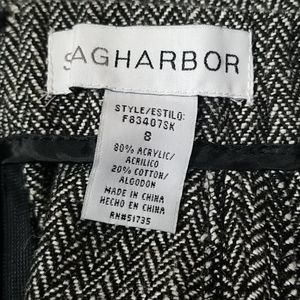 SAGHARBOR
STYLE/ESTILO:
F83407SK
8
80% ACRYLIC/
ACRILICO
20% COTTON/
ALGODON
MADE IN CHINA
HECHO EN CHINA
RN#51735